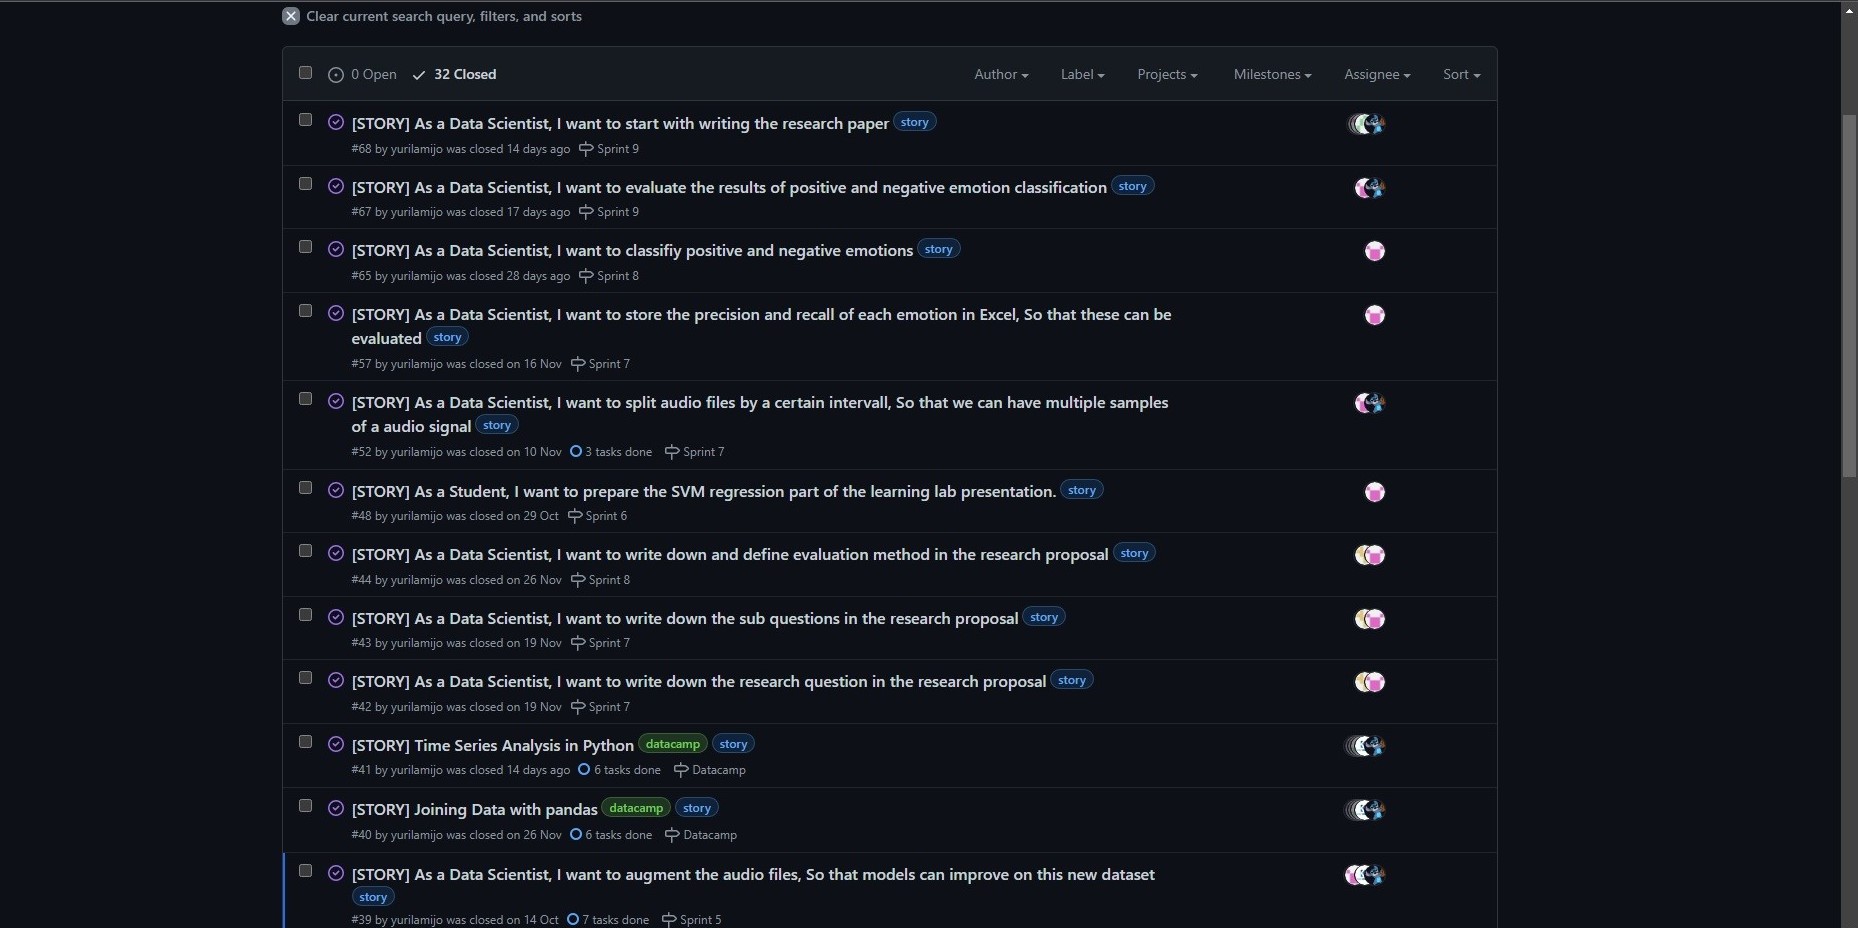 Clear current search query, filters, and sorts
0 Open 32 Closed Author Label Projects Milestones Assignee Sort
[STORY] As a Data Scientist, I want to start with writing the research paper story
#68 by yurilamijo was closed 14 days ago Sprint 9
[STORY] As a Data Scientist, I want to evaluate the results of positive and negative emotion classification story
#67 by yurilamijo was closed 17 days ago Sprint 9
[STORY] As a Data Scientist, I want to classifiy positive and negative emotions story
#65 by yurilamijo was closed 28 days ago Sprint 8
[STORY] As a Data Scientist, I want to store the precision and recall of each emotion in Excel, So that these can be
evaluated story
#57 by yurilamijo was closed on 16 Nov Sprint 7
[STORY] As a Data Scientist, I want to split audio files by a certain intervall, So that we can have multiple samples
of a audio signal story
#52 by yurilamijo was closed on 10 Nov 3 tasks done Sprint 7
[STORY] As a Student, I want to prepare the SVM regression part of the learning lab presentation. story
#48 by yurilamijo was closed on 29 Oct Sprint 6
[STORY] As a Data Scientist, I want to write down and define evaluation method in the research proposal story
#44 by yurilamijo was closed on 26 Nov Sprint 8
[STORY] As a Data Scientist, I want to write down the sub questions in the research proposal story
#43 by yurilamijo was closed on 19 Nov Sprint 7
[STORY] As a Data Scientist, I want to write down the research question in the research proposal story
#42 by yurilamijo was closed on 19 Nov Sprint 7
[STORY] Time Series Analysis in Python datacamp story
#41 by yurilamijo was closed 14 days ago 6 tasks done Datacamp
[STORY] Joining Data with pandas datacamp story
#40 by yurilamijo was closed on 26 Nov 6 tasks done Datacamp
[STORY] As a Data Scientist, I want to augment the audio files, So that models can improve on this new dataset
story
#39 by yurilamijo was closed on 14 Oct 7 tasks done Sprint 5